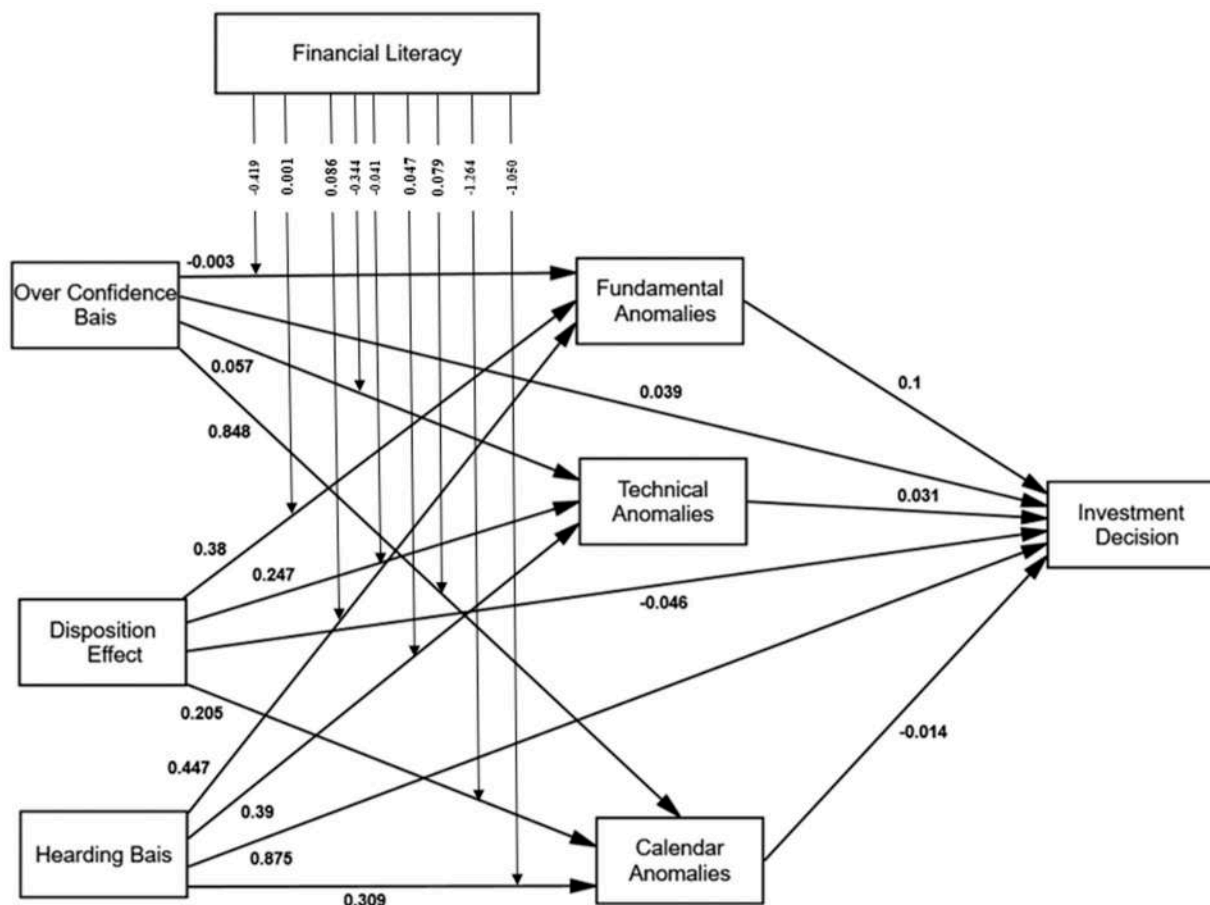 Financial Literacy
-0.419
0.001
0.086
-0.344
-0.041
0.047
0.079
-1.264
-1.050
-0.003
Over Confidence
Bais
Fundamental
Anomalies
0.057
0.039
0.1
0.848
Technical
Anomalies
0.031
Investment
Decision
0.38
0.247
-0.046
Disposition
Effect
0.205
-0.014
0.447
0.39
Hearding Bais
0.875
Calendar
Anomalies
0.309